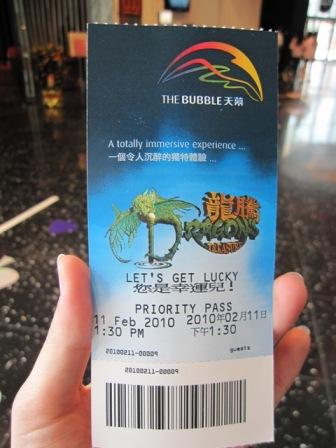 THE BUBBLE 天幕
A totally immersive experience ...
一個令人沉醉的獨特體驗 ...
龍騰
DRAGON'S
TREASURE
LET'S GET LUCKY
您是幸運兒!
PRIORITY PASS
11 Feb 2010 2010年02月11日
1:30 PM 下午1:30
20100211-00009 guests
20100211-00009